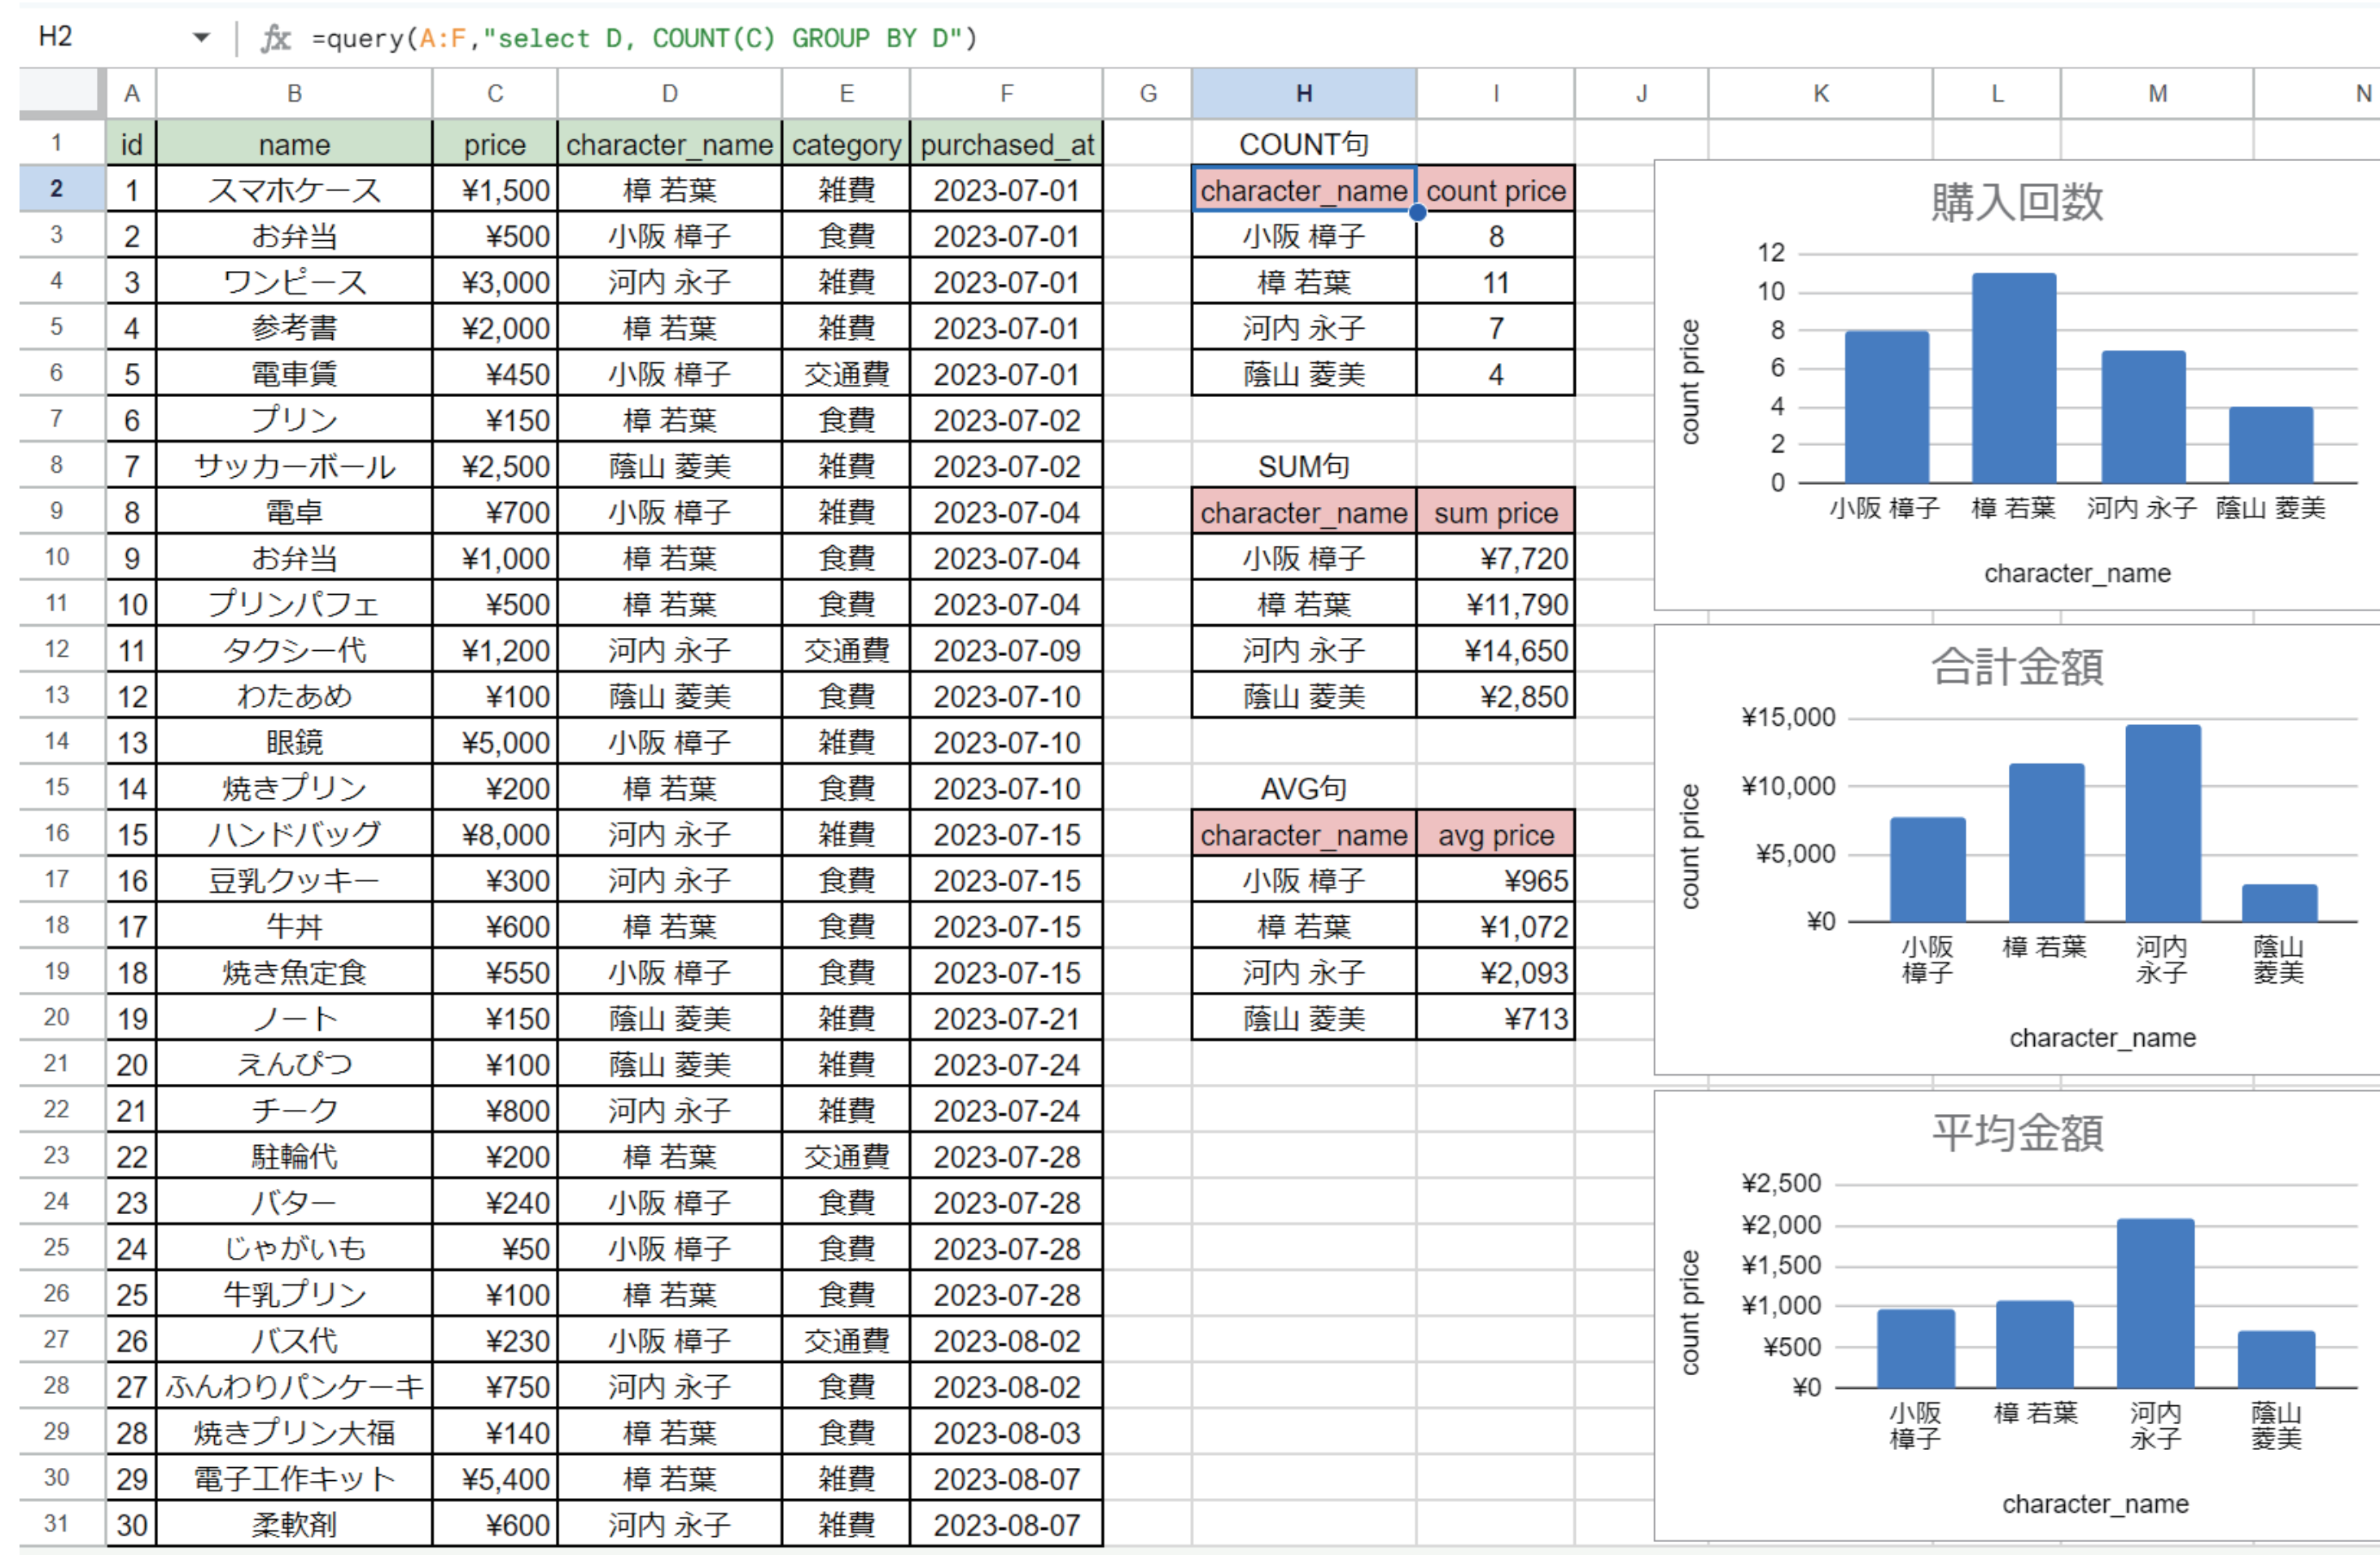 H2 fx =query(A:F,"select D, COUNT(C) GROUP BY D")
A B C D E F G H I J K L M N
1 id name price character_name category purchased_at COUNT句
2 1 スマホケース ¥1,500 樟 若葉 雑費 2023-07-01 character_name count price
3 2 お弁当 ¥500 小阪 樟子 食費 2023-07-01 小阪 樟子 8
4 3 ワンピース ¥3,000 河内 永子 雑費 2023-07-01 樟 若葉 11
5 4 参考書 ¥2,000 樟 若葉 雑費 2023-07-01 河内 永子 7
6 5 電車賃 ¥450 小阪 樟子 交通費 2023-07-01 蔭山 菱美 4
7 6 プリン ¥150 樟 若葉 食費 2023-07-02
8 7 サッカーボール ¥2,500 蔭山 菱美 雑費 2023-07-02 SUM句
9 8 電卓 ¥700 小阪 樟子 雑費 2023-07-04 character_name sum price
10 9 お弁当 ¥1,000 樟 若葉 食費 2023-07-04 小阪 樟子 ¥7,720
11 10 プリンパフェ ¥500 樟 若葉 食費 2023-07-04 樟 若葉 ¥11,790
12 11 タクシー代 ¥1,200 河内 永子 交通費 2023-07-09 河内 永子 ¥14,650
13 12 わたあめ ¥100 蔭山 菱美 食費 2023-07-10 蔭山 菱美 ¥2,850
14 13 眼鏡 ¥5,000 小阪 樟子 雑費 2023-07-10
15 14 焼きプリン ¥200 樟 若葉 食費 2023-07-10 AVG句
16 15 ハンドバッグ ¥8,000 河内 永子 雑費 2023-07-15 character_name avg price
17 16 豆乳クッキー ¥300 河内 永子 食費 2023-07-15 小阪 樟子 ¥965
18 17 牛丼 ¥600 樟 若葉 食費 2023-07-15 樟 若葉 ¥1,072
19 18 焼き魚定食 ¥550 小阪 樟子 食費 2023-07-15 河内 永子 ¥2,093
20 19 ノート ¥150 蔭山 菱美 雑費 2023-07-21 蔭山 菱美 ¥713
21 20 えんぴつ ¥100 蔭山 菱美 雑費 2023-07-24
22 21 チーク ¥800 河内 永子 雑費 2023-07-24
23 22 駐輪代 ¥200 樟 若葉 交通費 2023-07-28
24 23 バター ¥240 小阪 樟子 食費 2023-07-28
25 24 じゃがいも ¥50 小阪 樟子 食費 2023-07-28
26 25 牛乳プリン ¥100 樟 若葉 食費 2023-07-28
27 26 バス代 ¥230 小阪 樟子 交通費 2023-08-02
28 27 ふんわりパンケーキ ¥750 河内 永子 食費 2023-08-02
29 28 焼きプリン大福 ¥140 樟 若葉 食費 2023-08-03
30 29 電子工作キット ¥5,400 樟 若葉 雑費 2023-08-07
31 30 柔軟剤 ¥600 河内 永子 雑費 2023-08-07
購入回数
count price
12
10
8
6
4
2
0
小阪 樟子 樟 若葉 河内 永子 蔭山 菱美
character_name
合計金額
count price
¥15,000
¥10,000
¥5,000
¥0
小阪 樟 若葉 河内 蔭山
樟子 永子 菱美
character_name
平均金額
count price
¥2,500
¥2,000
¥1,500
¥1,000
¥500
¥0
小阪 樟 若葉 河内 蔭山
樟子 永子 菱美
character_name